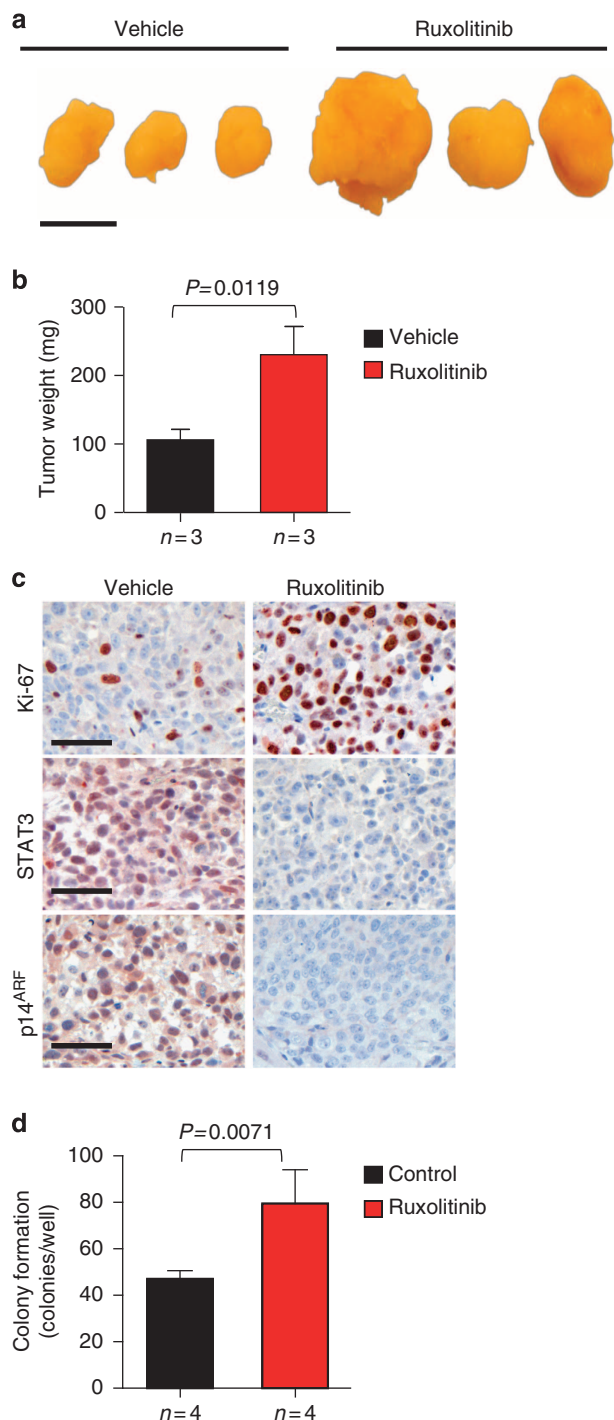 a
Vehicle Ruxolitinib
b
P=0.0119
300
200
100
0
Tumor weight (mg)
Vehicle
Ruxolitinib
n=3 n=3
c
Vehicle Ruxolitinib
Ki-67
STAT3
p14ARF
d
P=0.0071
100
80
60
40
20
0
Colony formation
(colonies/well)
Control
Ruxolitinib
n=4 n=4